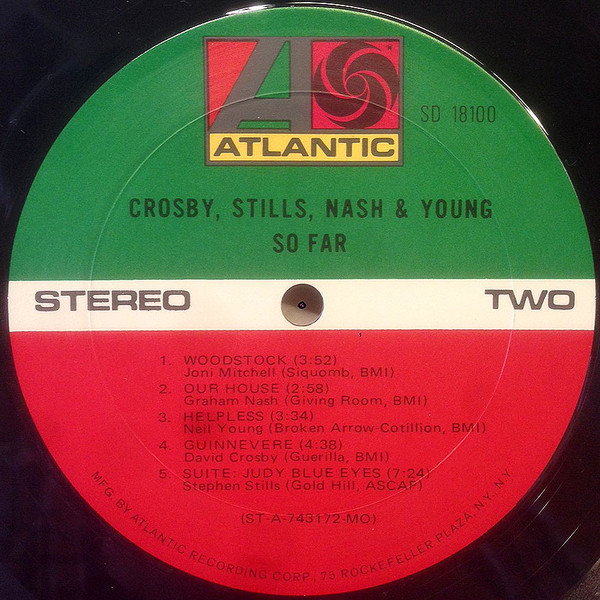 ATLANTIC
SD 18100
CROSBY, STILLS, NASH & YOUNG
SO FAR
STEREO
TWO
1. WOODSTOCK (3:52)
Joni Mitchell (Siquomb, BMI)
2. OUR HOUSE (2:58)
Graham Nash (Giving Room, BMI)
3. HELPLESS (3:34)
Neil Young (Broken Arrow-Cotillion, BMI)
4. GUINNEVERE (4:38)
David Crosby (Guerilla, BMI)
5. SUITE: JUDY BLUE EYES (7:24)
Stephen Stills (Gold Hill, ASCAP)
(ST-A-743172-MO)
MFG. BY ATLANTIC RECORDING CORP., 75 ROCKEFELLER PLAZA, NY, NY